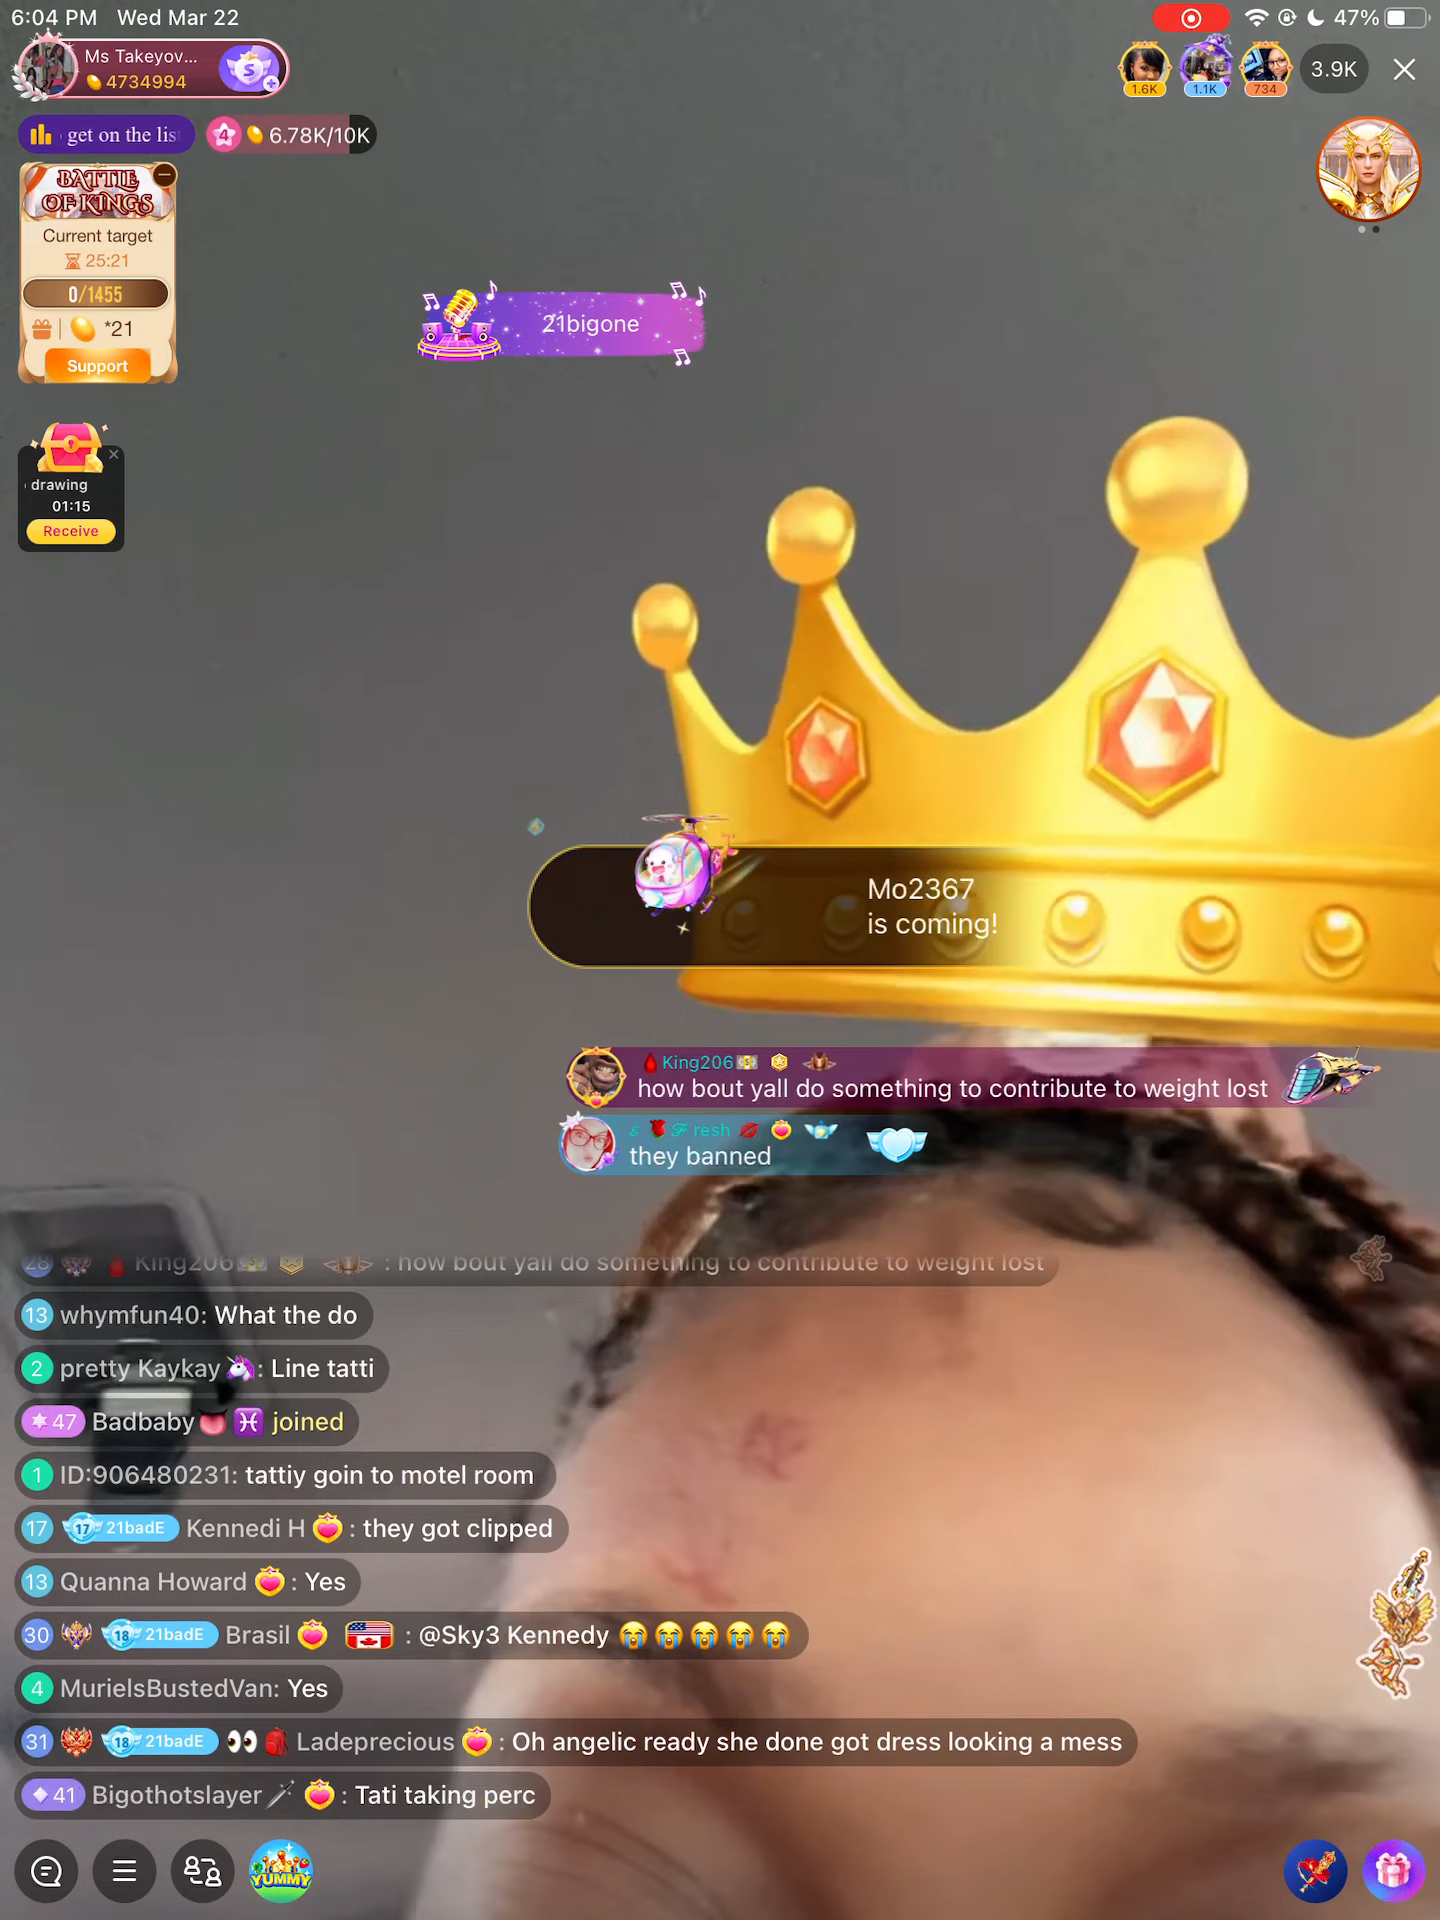 6:04 PM Wed Mar 22
47%
Ms Takeyov...
4734994
S
1.6K
1.1K
734
3.9K
get on the lis
4
6.78K/10K
BATTLE
OF KINGS
Current target
25:21
0/1455
*21
Support
drawing
01:15
Receive
21bigone
Mo2367
is coming!
King206
how bout yall do something to contribute to weight lost
resh
they banned
28 King206 : how bout yall do something to contribute to weight lost
13 whymfun40: What the do
2 pretty Kaykay🦄: Line tatti
47 Badbaby👅♓ joined
1 ID:906480231: tattiy goin to motel room
17 17 21badE Kennedi H : they got clipped
13 Quanna Howard : Yes
30 18 21badE Brasil : @Sky3 Kennedy 😭😭😭😭😭
4 MurielsBustedVan: Yes
31 18 21badE 👀🎒 Ladeprecious : Oh angelic ready she done got dress looking a mess
41 Bigothotslayer🗡 : Tati taking perc
YUMMY